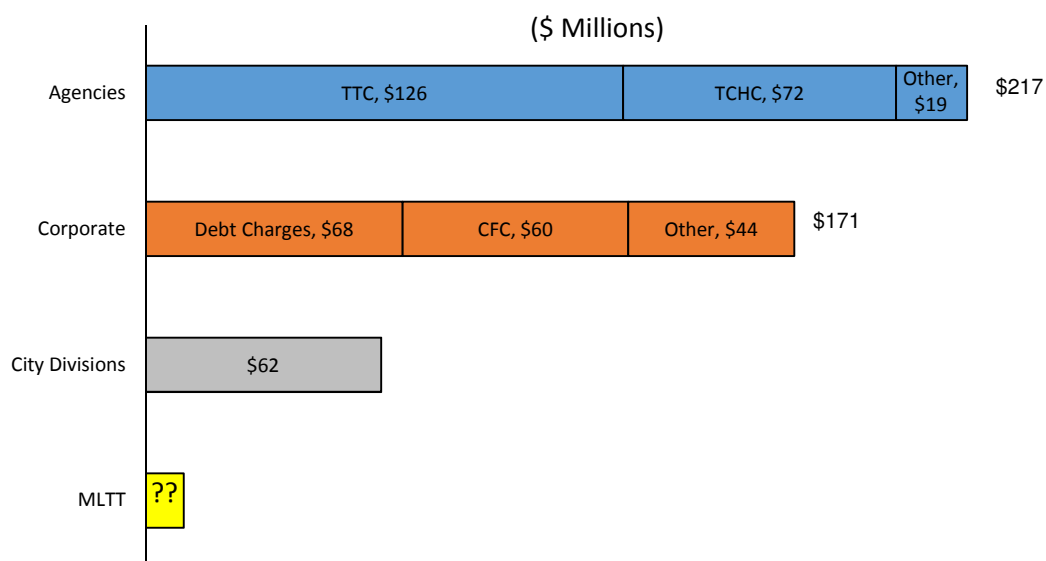 ($ Millions)
Agencies
TTC, $126
TCHC, $72
Other,
$19
$217
Corporate
Debt Charges, $68
CFC, $60
Other, $44
$171
City Divisions
$62
MLTT
??